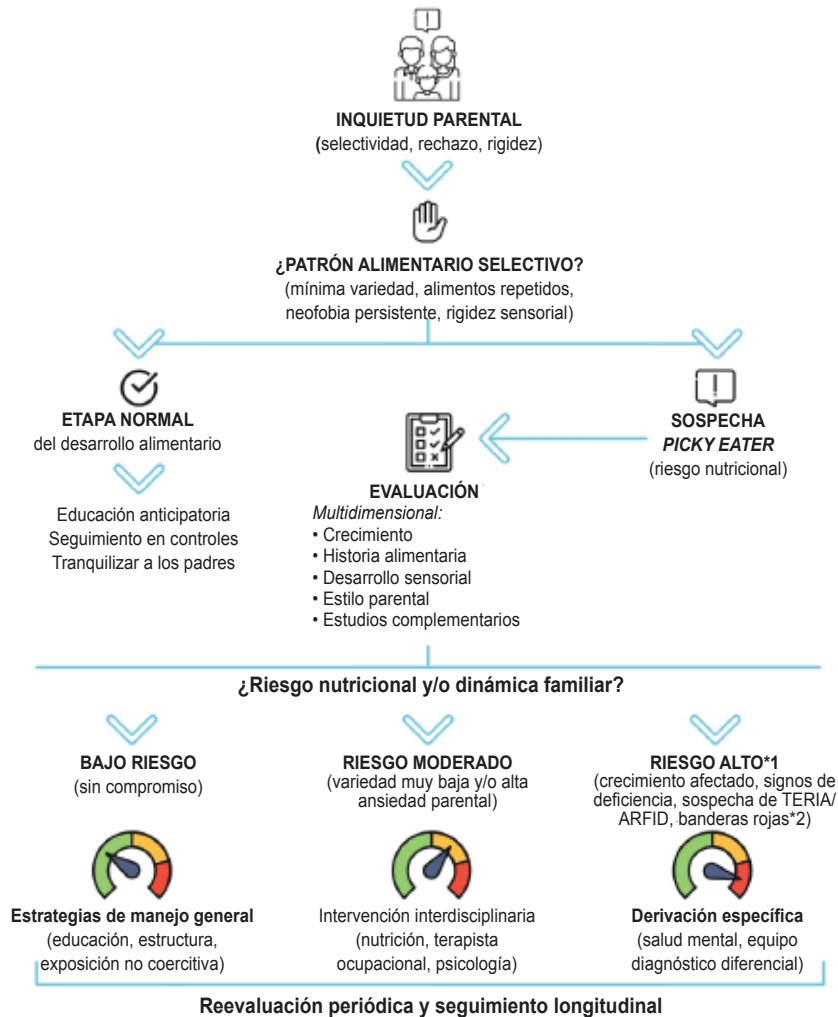 INQUIETUD PARENTAL
(selectividad, rechazo, rigidez)
¿PATRÓN ALIMENTARIO SELECTIVO?
(mínima variedad, alimentos repetidos,
neofobia persistente, rigidez sensorial)
ETAPA NORMAL
del desarrollo alimentario
Educación anticipatoria
Seguimiento en controles
Tranquilizar a los padres
SOSPECHA
PICKY EATER
(riesgo nutricional)
EVALUACIÓN
Multidimensional:
• Crecimiento
• Historia alimentaria
• Desarrollo sensorial
• Estilo parental
• Estudios complementarios
¿Riesgo nutricional y/o dinámica familiar?
BAJO RIESGO
(sin compromiso)
Estrategias de manejo general
(educación, estructura,
exposición no coercitiva)
RIESGO MODERADO
(variedad muy baja y/o alta
ansiedad parental)
Intervención interdisciplinaria
(nutrición, terapista
ocupacional, psicología)
RIESGO ALTO*1
(crecimiento afectado, signos de
deficiencia, sospecha de TERIA/
ARFID, banderas rojas*2)
Derivación específica
(salud mental, equipo
diagnóstico diferencial)
Reevaluación periódica y seguimiento longitudinal